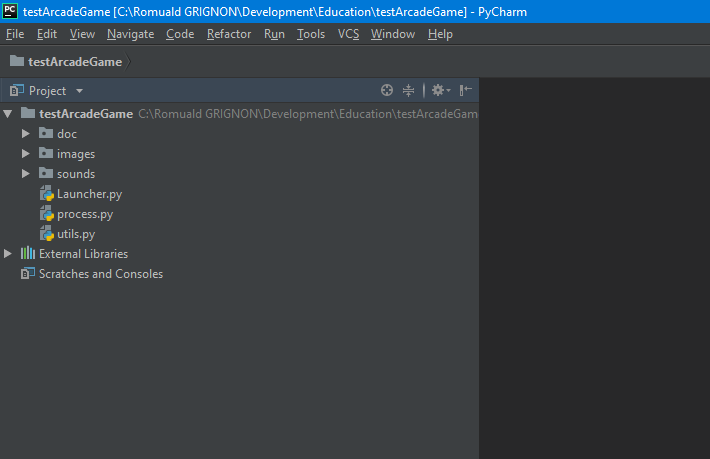 PC testArcadeGame [C:\Romuald GRIGNON\Development\Education\testArcadeGame] - PyCharm
File Edit View Navigate Code Refactor Run Tools VCS Window Help
testArcadeGame
Project
testArcadeGame C:\Romuald GRIGNON\Development\Education\testArcadeGam
doc
images
sounds
Launcher.py
process.py
utils.py
External Libraries
Scratches and Consoles